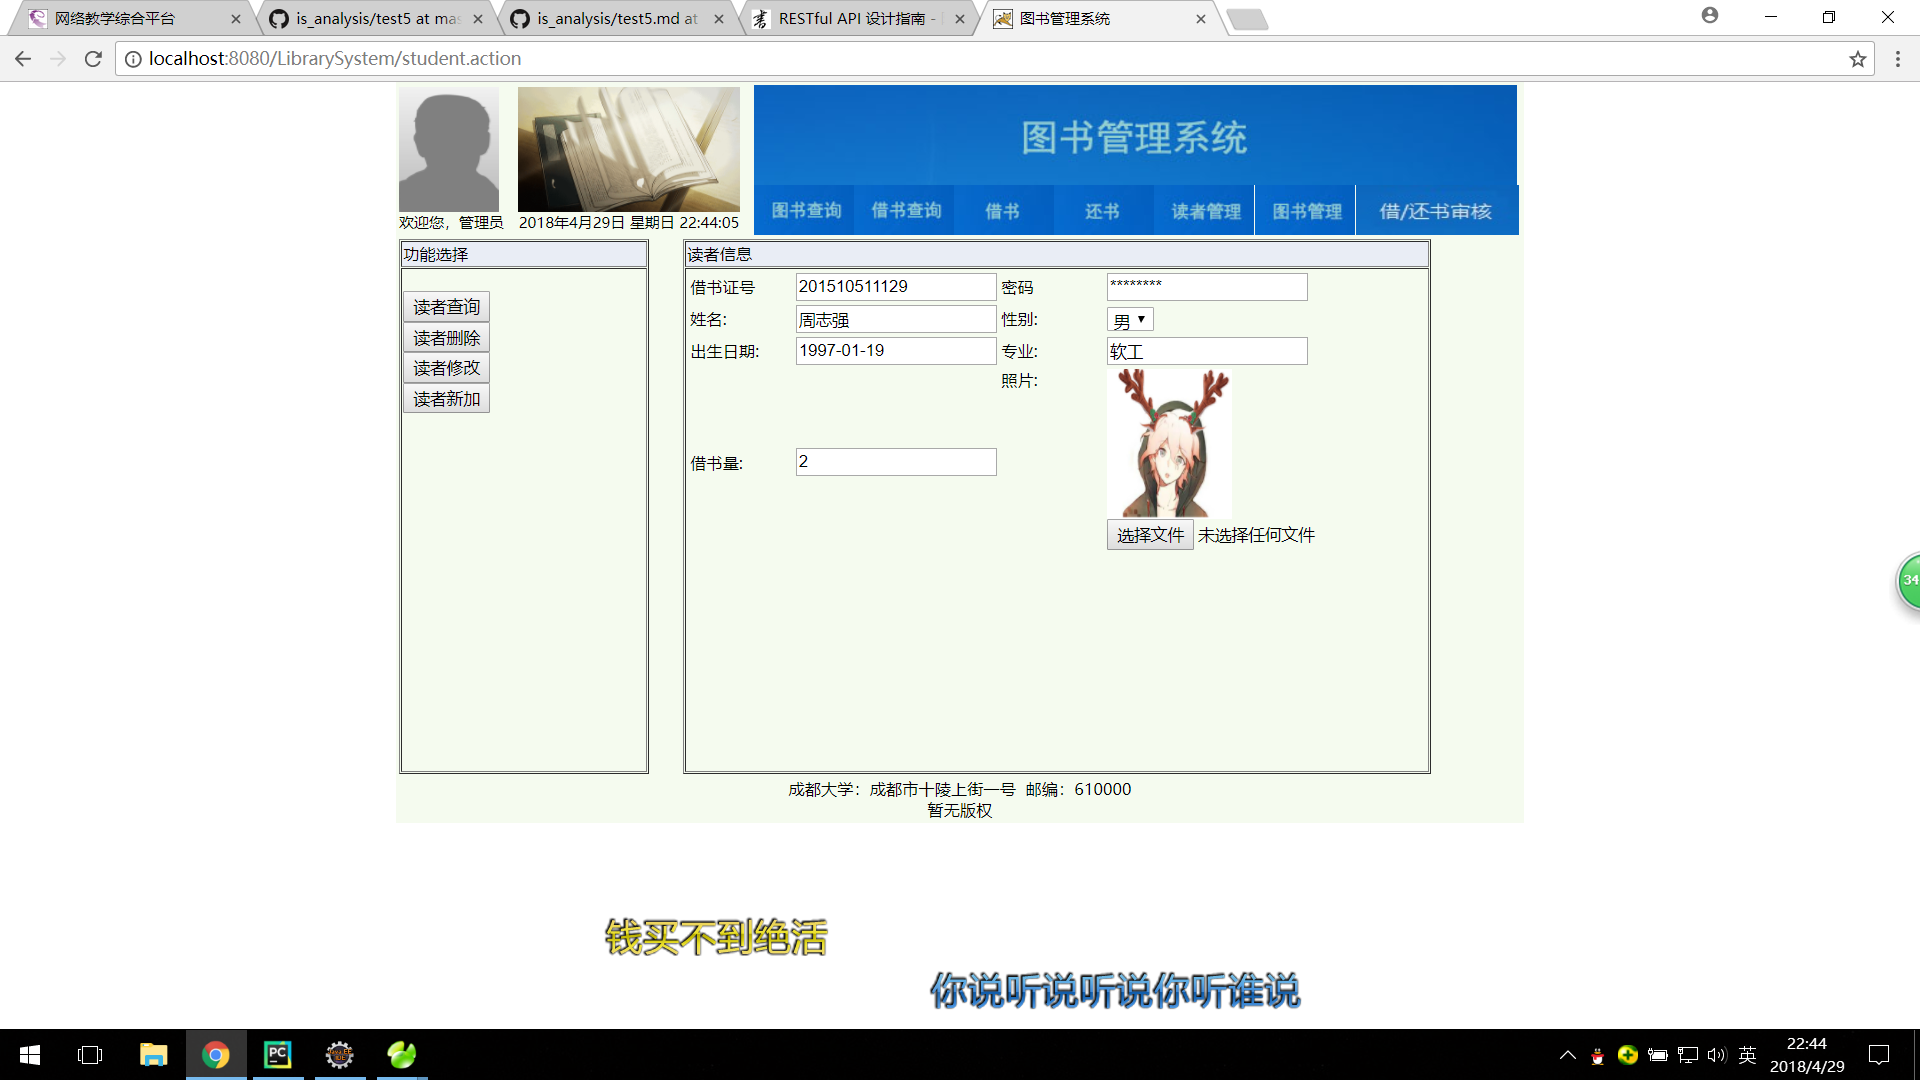 网络教学综合平台
is_analysis/test5 at mas
is_analysis/test5.md at
RESTful API 设计指南 -
图书管理系统
localhost:8080/LibrarySystem/student.action
图书管理系统
图书查询 借书查询 借书 还书 读者管理 图书管理 借/还书审核
欢迎您，管理员 2018年4月29日 星期日 22:44:05
功能选择
读者查询
读者删除
读者修改
读者新加
读者信息
借书证号 201510511129 密码 ********
姓名: 周志强 性别: 男
出生日期: 1997-01-19 专业: 软工
照片:
借书量: 2
选择文件 未选择任何文件
34
成都大学：成都市十陵上街一号 邮编：610000
暂无版权
钱买不到绝活
你说听说听说你听谁说
PC
英
22:44
2018/4/29